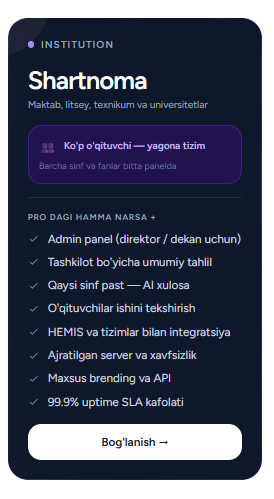 INSTITUTION
Shartnoma
Maktab, litsey, texnikum va universitetlar
Ko'p o'qituvchi — yagona tizim
Barcha sinf va fanlar bitta panelda
PRO DAGI HAMMA NARSA +
Admin panel (direktor / dekan uchun)
Tashkilot bo'yicha umumiy tahlil
Qaysi sinf past — AI xulosa
O'qituvchilar ishini tekshirish
HEMIS va tizimlar bilan integratsiya
Ajratilgan server va xavfsizlik
Maxsus brending va API
99.9% uptime SLA kafolati
Bog'lanish →